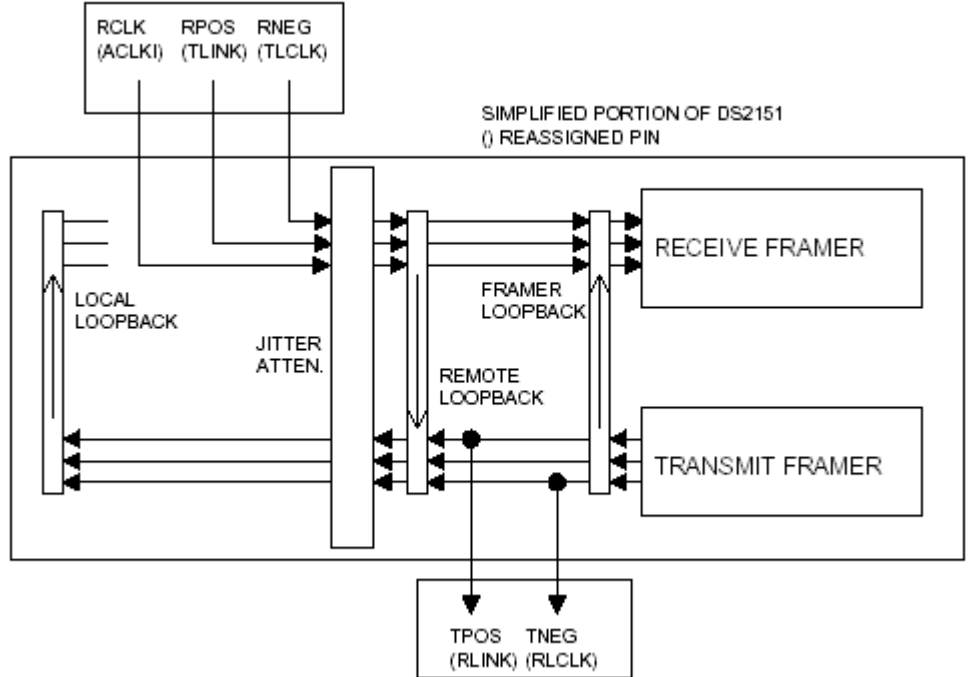 RCLK RPOS RNEG
(ACLKI) (TLINK) (TLCLK)
SIMPLIFIED PORTION OF DS2151
() REASSIGNED PIN
RECEIVE FRAMER
LOCAL
LOOPBACK
FRAMER
LOOPBACK
JITTER
ATTEN.
REMOTE
LOOPBACK
TRANSMIT FRAMER
TPOS TNEG
(RLINK) (RLCLK)